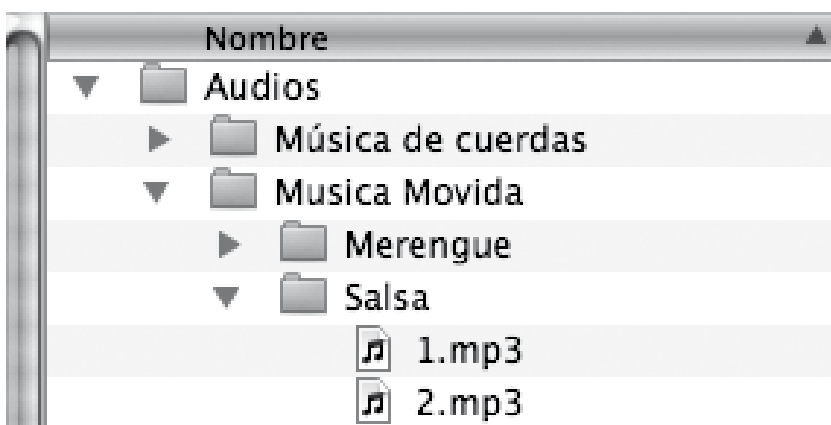 Nombre
Audios
Música de cuerdas
Musica Movida
Merengue
Salsa
1.mp3
2.mp3